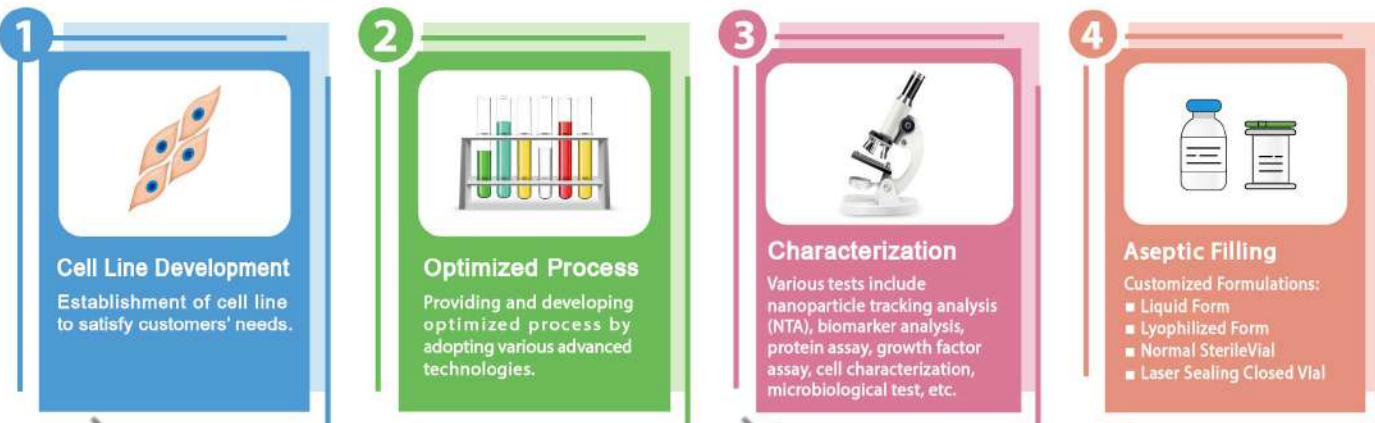 1
Cell Line Development
Establishment of cell line
to satisfy customers' needs.
2
Optimized Process
Providing and developing
optimized process by
adopting various advanced
technologies.
3
Characterization
Various tests include
nanoparticle tracking analysis
(NTA), biomarker analysis,
protein assay, growth factor
assay, cell characterization,
microbiological test, etc.
4
Aseptic Filling
Customized Formulations:
■ Liquid Form
■ Lyophilized Form
■ Normal SterileVial
■ Laser Sealing Closed VIal